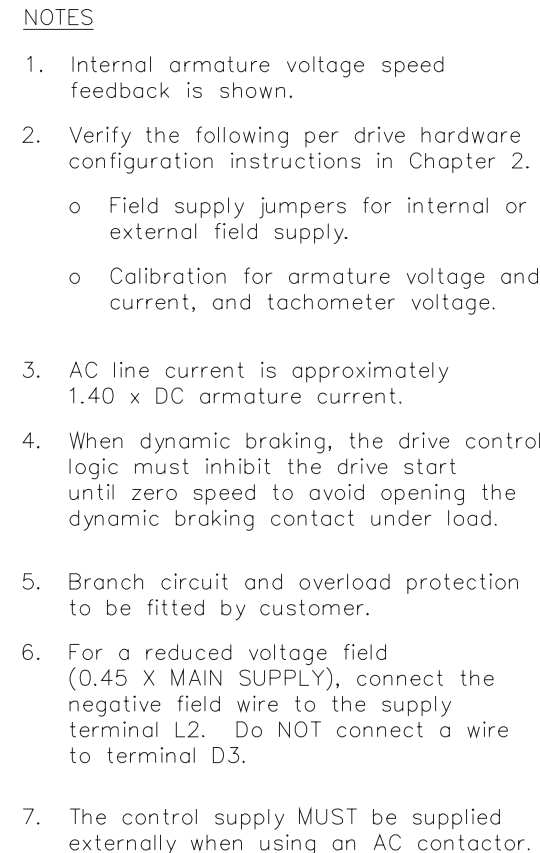 NOTES
1. Internal armature voltage speed
feedback is shown.
2. Verify the following per drive hardware
configuration instructions in Chapter 2.
o Field supply jumpers for internal or
external field supply.
o Calibration for armature voltage and
current, and tachometer voltage.
3. AC line current is approximately
1.40 x DC armature current.
4. When dynamic braking, the drive control
logic must inhibit the drive start
until zero speed to avoid opening the
dynamic braking contact under load.
5. Branch circuit and overload protection
to be fitted by customer.
6. For a reduced voltage field
(0.45 X MAIN SUPPLY), connect the
negative field wire to the supply
terminal L2. Do NOT connect a wire
to terminal D3.
7. The control supply MUST be supplied
externally when using an AC contactor.